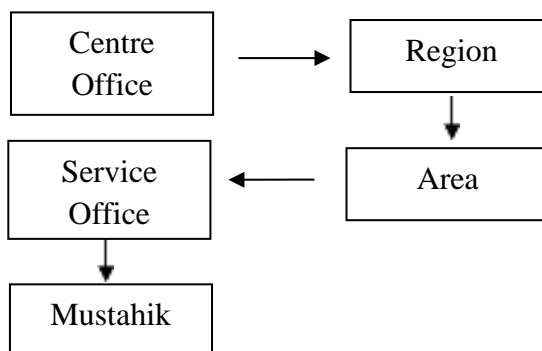 Centre
Office
Region
Area
Service
Office
Mustahik